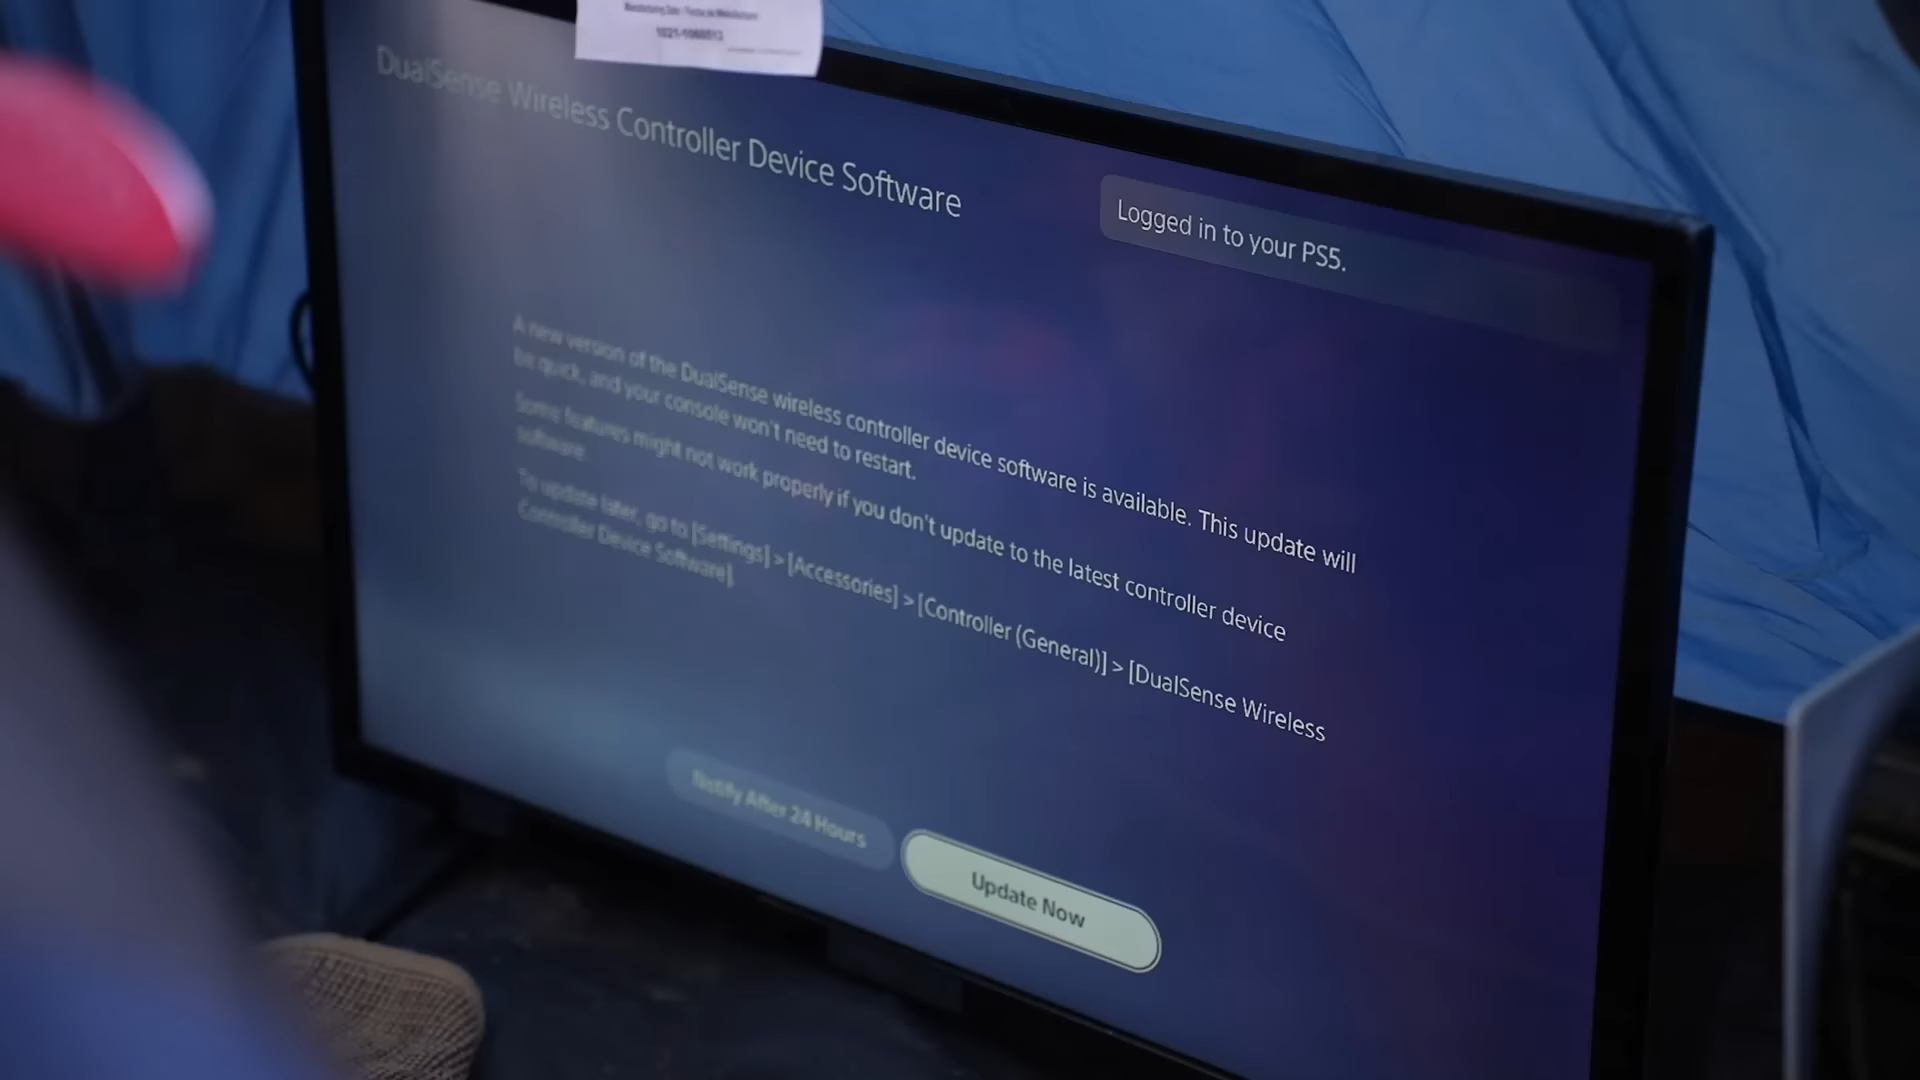 1021-1088513
DualSense Wireless Controller Device Software
Logged in to your PS5.
A new version of the DualSense wireless controller device software is available. This update will
be quick, and your console won't need to restart.
Some features might not work properly if you don't update to the latest controller device
software.
To update later, go to [Settings] > [Accessories] > [Controller (General)] > [DualSense Wireless
Controller Device Software].
Notify After 24 Hours
Update Now